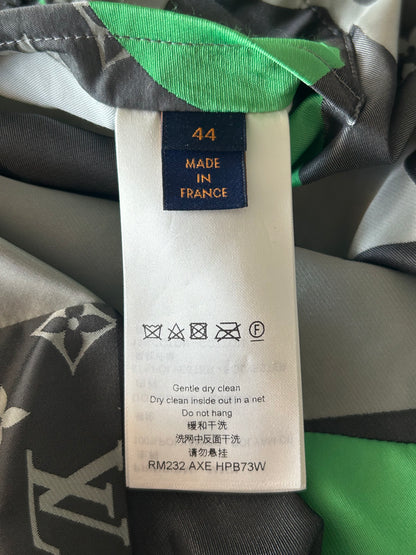 44
MADE
IN
FRANCE
F
Gentle dry clean
Dry clean inside out in a net
Do not hang
缓和干洗
洗网中反面干洗
请勿悬挂
RM232 AXE HPB73W
LV